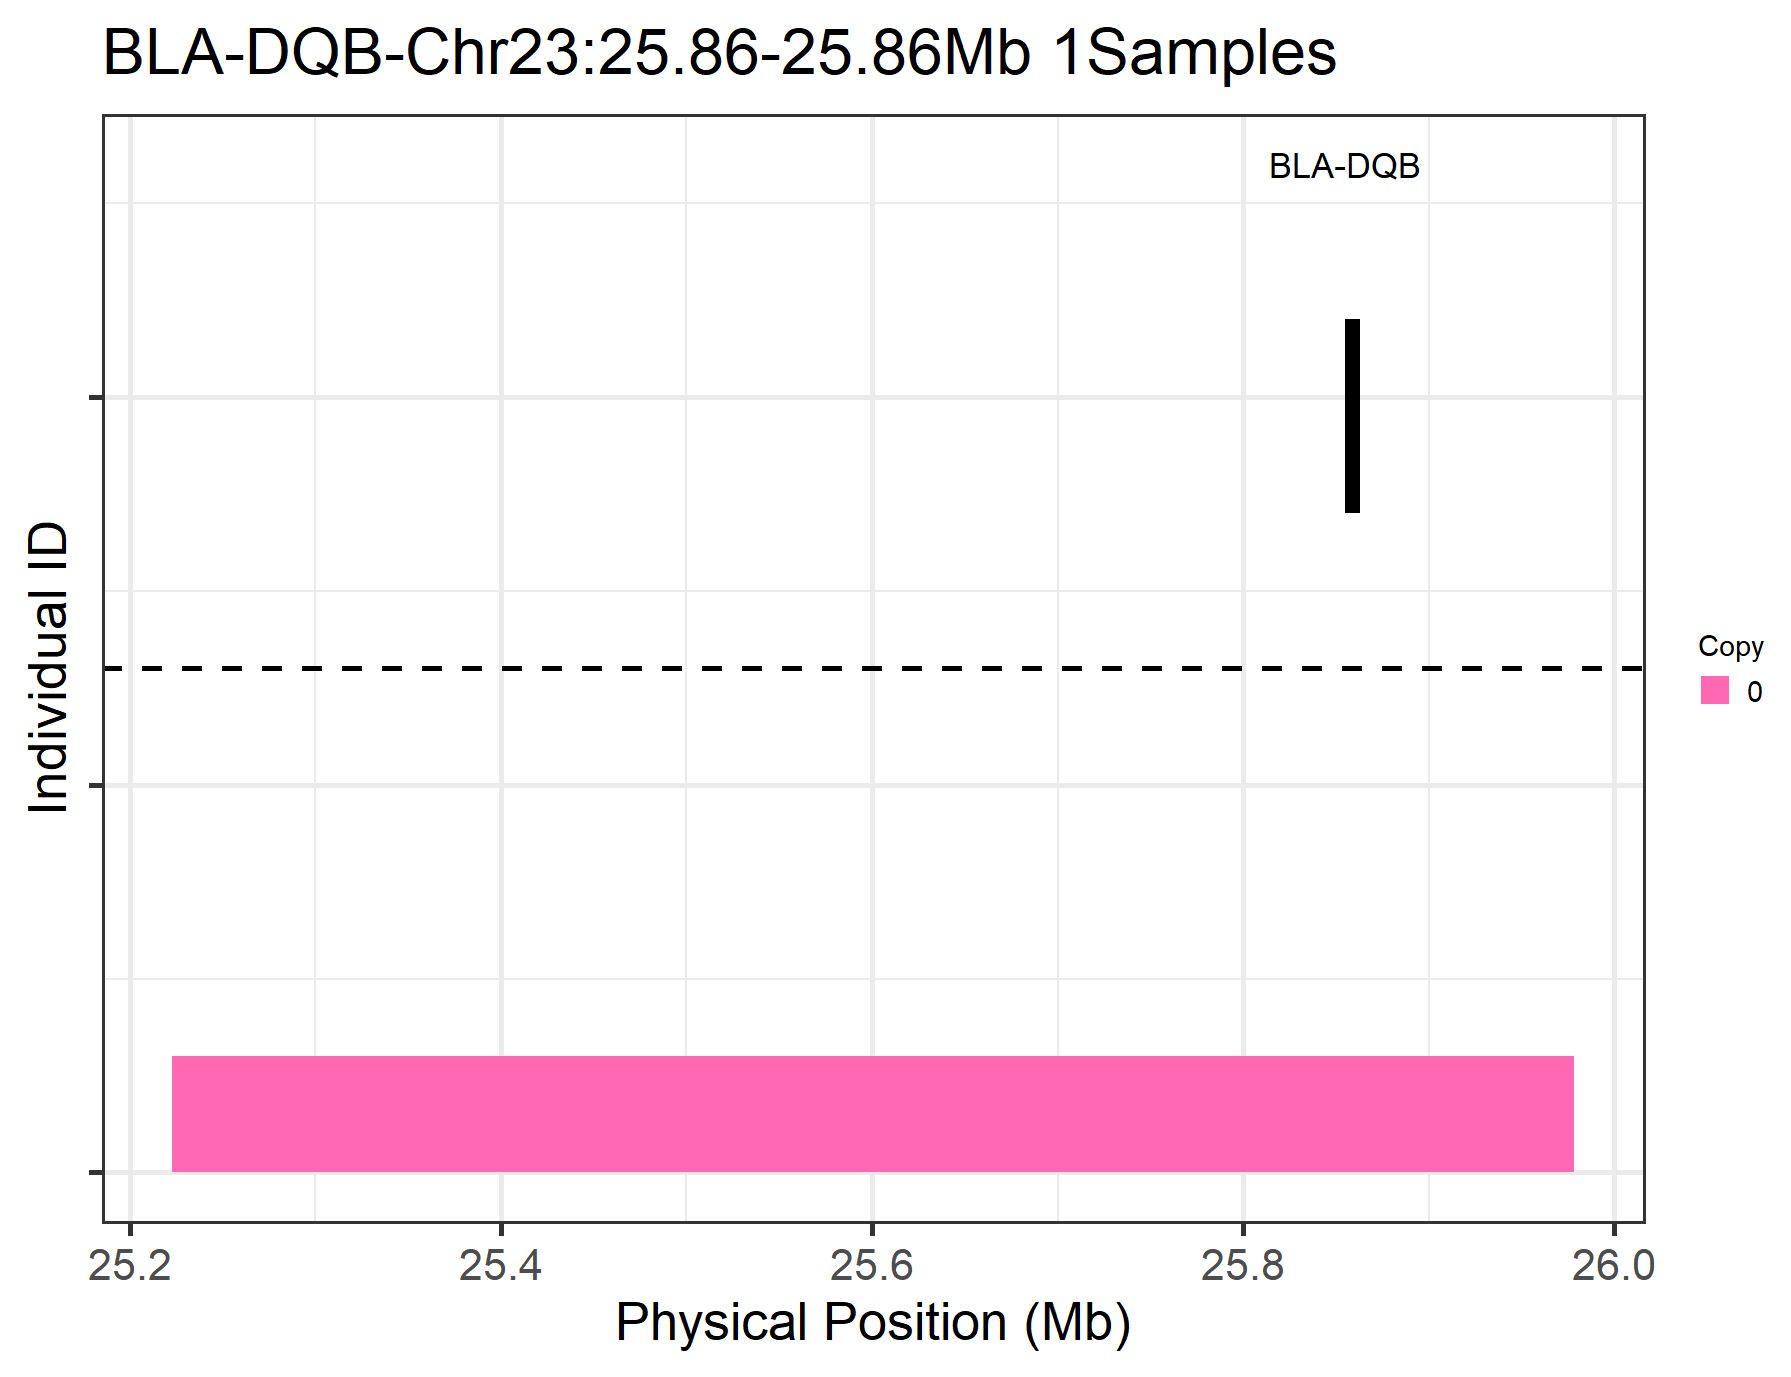 BLA-DQB-Chr23:25.86-25.86Mb 1Samples
BLA-DQB
Individual ID
Copy
0
25.2 25.4 25.6 25.8 26.0
Physical Position (Mb)